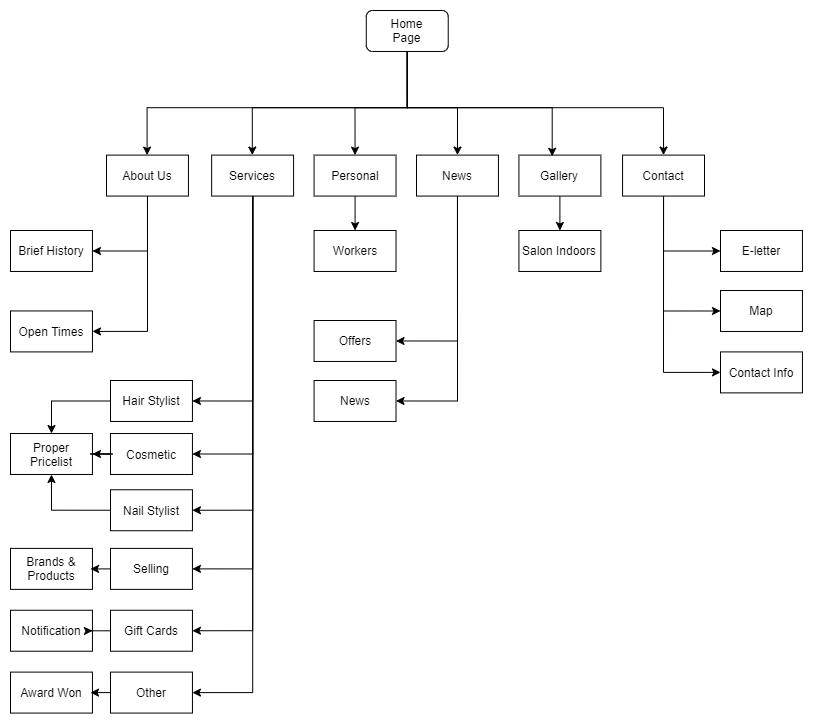 Home
Page
About Us
Services
Personal
News
Gallery
Contact
Brief History
Workers
Salon Indoors
E-letter
Open Times
Offers
Map
Hair Stylist
News
Contact Info
Proper
Pricelist
Cosmetic
Nail Stylist
Brands &
Products
Selling
Notification
Gift Cards
Award Won
Other